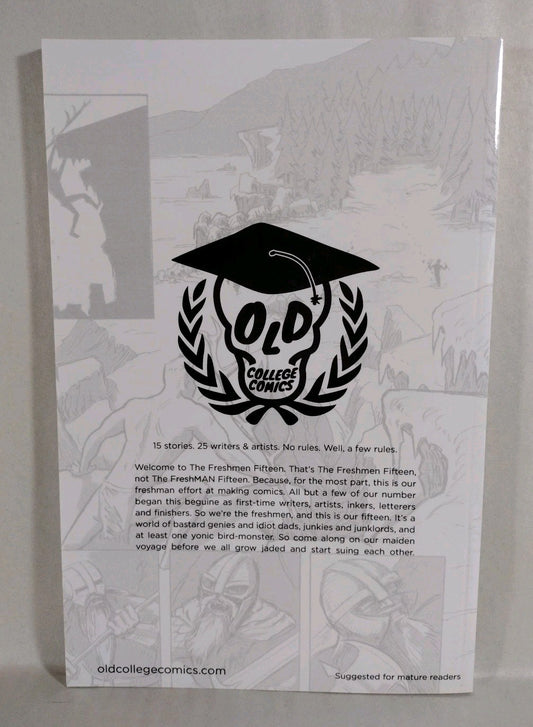 OLD
COLLEGE
COMICS
15 stories. 25 writers & artists. No rules. Well, a few rules.
Welcome to The Freshmen Fifteen. That's The Freshmen Fifteen,
not The FreshMAN Fifteen. Because, for the most part, this is our
freshman effort at making comics. All but a few of our number
began this beguine as first-time writers, artists, inkers, letterers
and finishers. So we're the freshmen, and this is our fifteen. It's a
world of bastard genies and idiot dads, junkies and junklords, and
at least one yonic bird-monster. So come along on our maiden
voyage before we all grow jaded and start suing each other.
oldcollegecomics.com
Suggested for mature readers